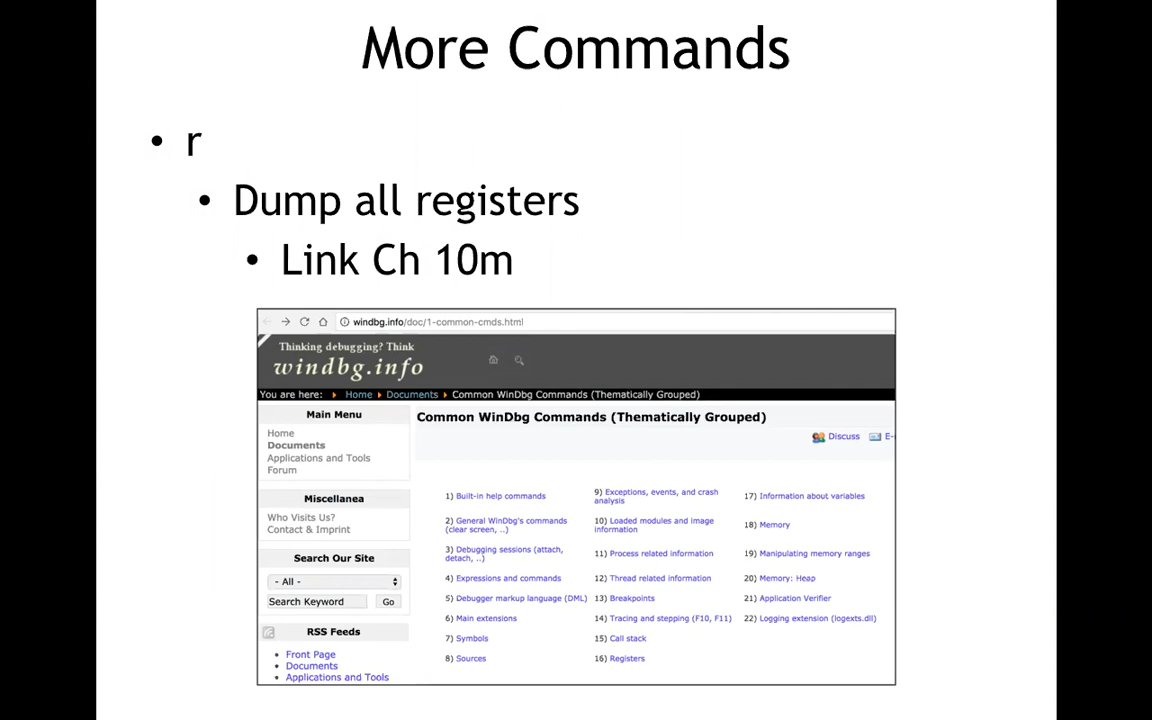 More Commands
• r
• Dump all registers
• Link Ch 10m
windbg.info/doc/1-common-cmds.html
Thinking debugging? Think
windbg.info
You are here: Home Documents Common WinDbg Commands (Thematically Grouped)
Main Menu
Home
Documents
Applications and Tools
Forum
Miscellanea
Who Visits Us?
Contact & Imprint
Search Our Site
- All -
Search Keyword Go
RSS Feeds
• Front Page
• Documents
• Applications and Tools
Common WinDbg Commands (Thematically Grouped)
Discuss E-
1) Built-in help commands
2) General WinDbg's commands
(clear screen, ..)
3) Debugging sessions (attach,
detach, ..)
4) Expressions and commands
5) Debugger markup language (DML)
6) Main extensions
7) Symbols
8) Sources
9) Exceptions, events, and crash
analysis
10) Loaded modules and image
information
11) Process related information
12) Thread related information
13) Breakpoints
14) Tracing and stepping (F10, F11)
15) Call stack
16) Registers
17) Information about variables
18) Memory
19) Manipulating memory ranges
20) Memory: Heap
21) Application Verifier
22) Logging extension (logexts.dll)